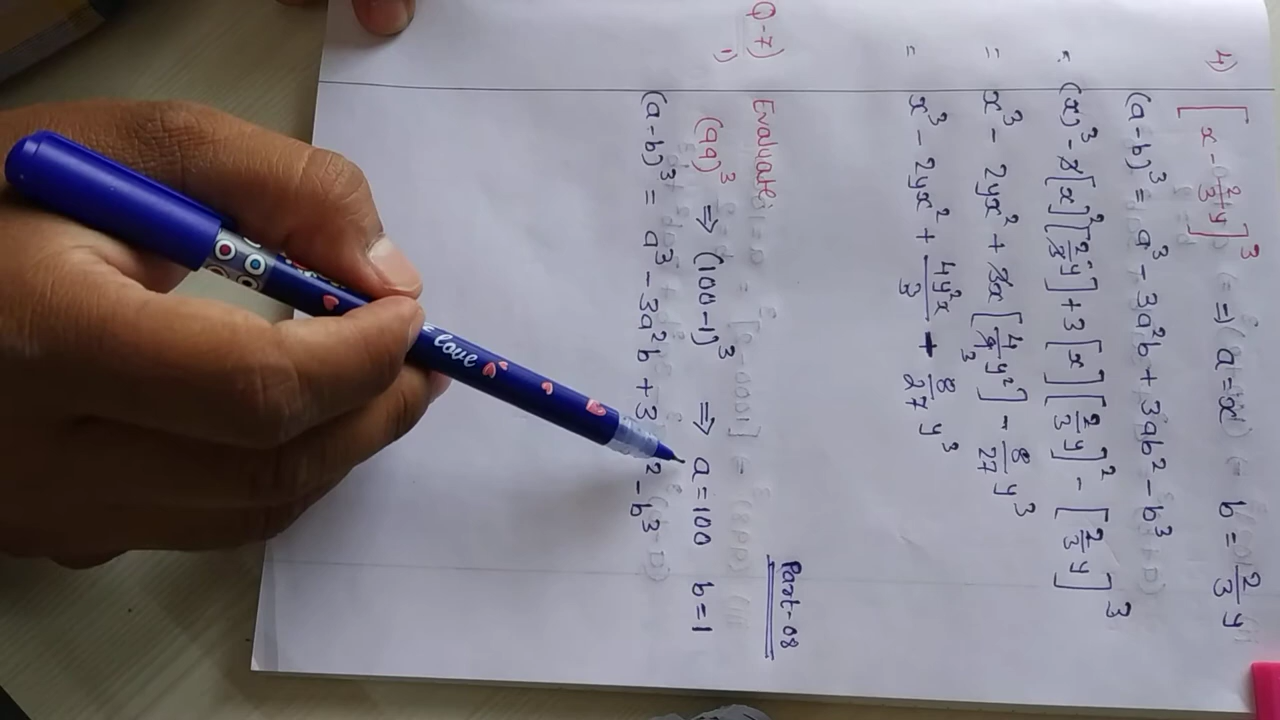 4) [x - 2/3 y]³ ⇒ a = x b = 2/3 y
(a-b)³ = a³ - 3a²b + 3ab² - b³
= (x)³ - 3[x]² [2/3 y] + 3[x] [2/3 y]² - [2/3 y]³
= x³ - 2yx² + 3x [4/9 y²] - 8/27 y³
= x³ - 2yx² + 4y²x/3 - 8/27 y³
Part-08
Q-7) Evaluate:
1) (99)³ ⇒ (100-1)³ ⇒ a=100 b=1
(a-b)³ = a³ - 3a²b + 3 ² - b³
love